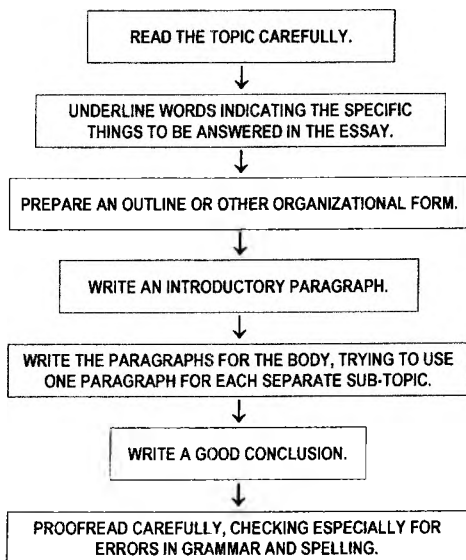 READ THE TOPIC CAREFULLY.
UNDERLINE WORDS INDICATING THE SPECIFIC
THINGS TO BE ANSWERED IN THE ESSAY.
PREPARE AN OUTLINE OR OTHER ORGANIZATIONAL FORM.
WRITE AN INTRODUCTORY PARAGRAPH.
WRITE THE PARAGRAPHS FOR THE BODY, TRYING TO USE
ONE PARAGRAPH FOR EACH SEPARATE SUB-TOPIC.
WRITE A GOOD CONCLUSION.
PROOFREAD CAREFULLY, CHECKING ESPECIALLY FOR
ERRORS IN GRAMMAR AND SPELLING.